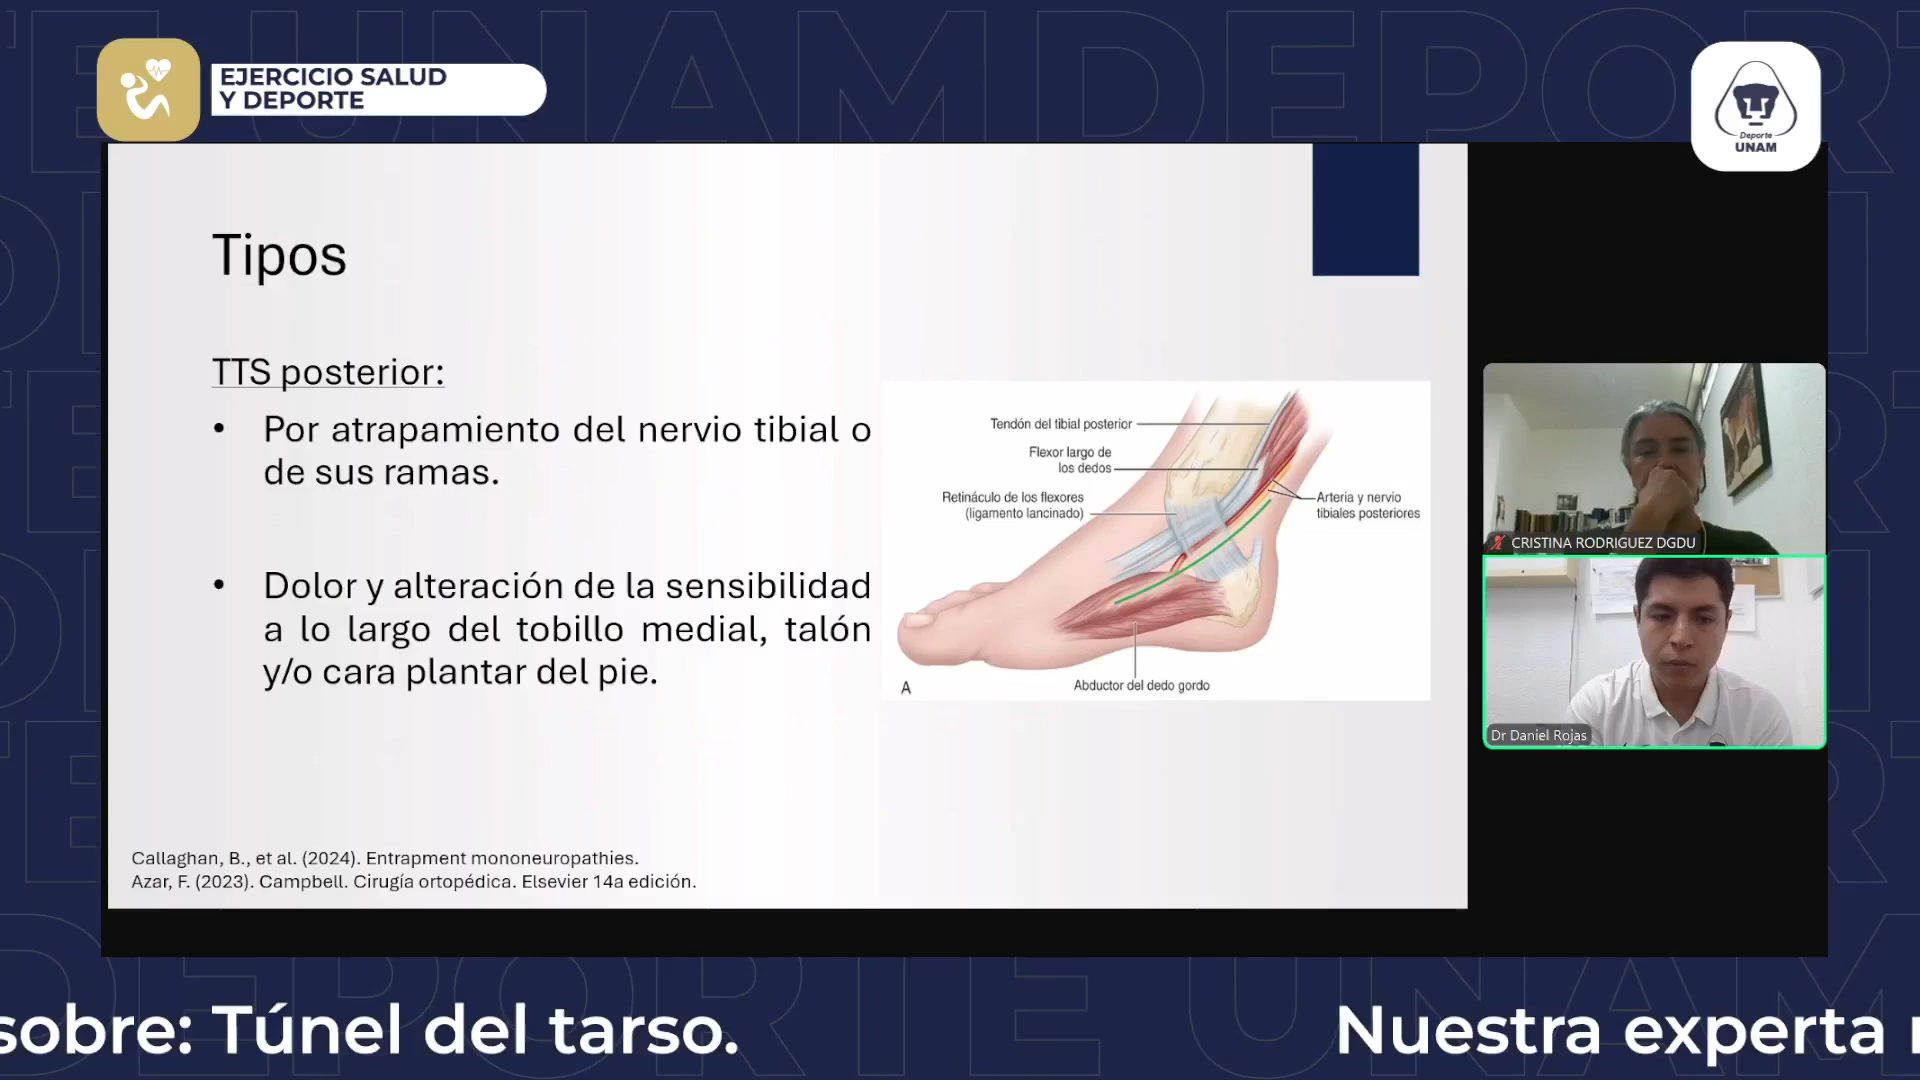 EJERCICIO SALUD
Y DEPORTE
Deporte
UNAM
Tipos
TTS posterior:
• Por atrapamiento del nervio tibial o
de sus ramas.
• Dolor y alteración de la sensibilidad
a lo largo del tobillo medial, talón
y/o cara plantar del pie.
Tendón del tibial posterior
Flexor largo de
los dedos
Retináculo de los flexores
(ligamento lancinado)
Arteria y nervio
tibiales posteriores
Abductor del dedo gordo
A
Callaghan, B., et al. (2024). Entrapment mononeuropathies.
Azar, F. (2023). Campbell. Cirugía ortopédica. Elsevier 14a edición.
CRISTINA RODRIGUEZ DGDU
Dr Daniel Rojas
sobre: Túnel del tarso.
Nuestra experta